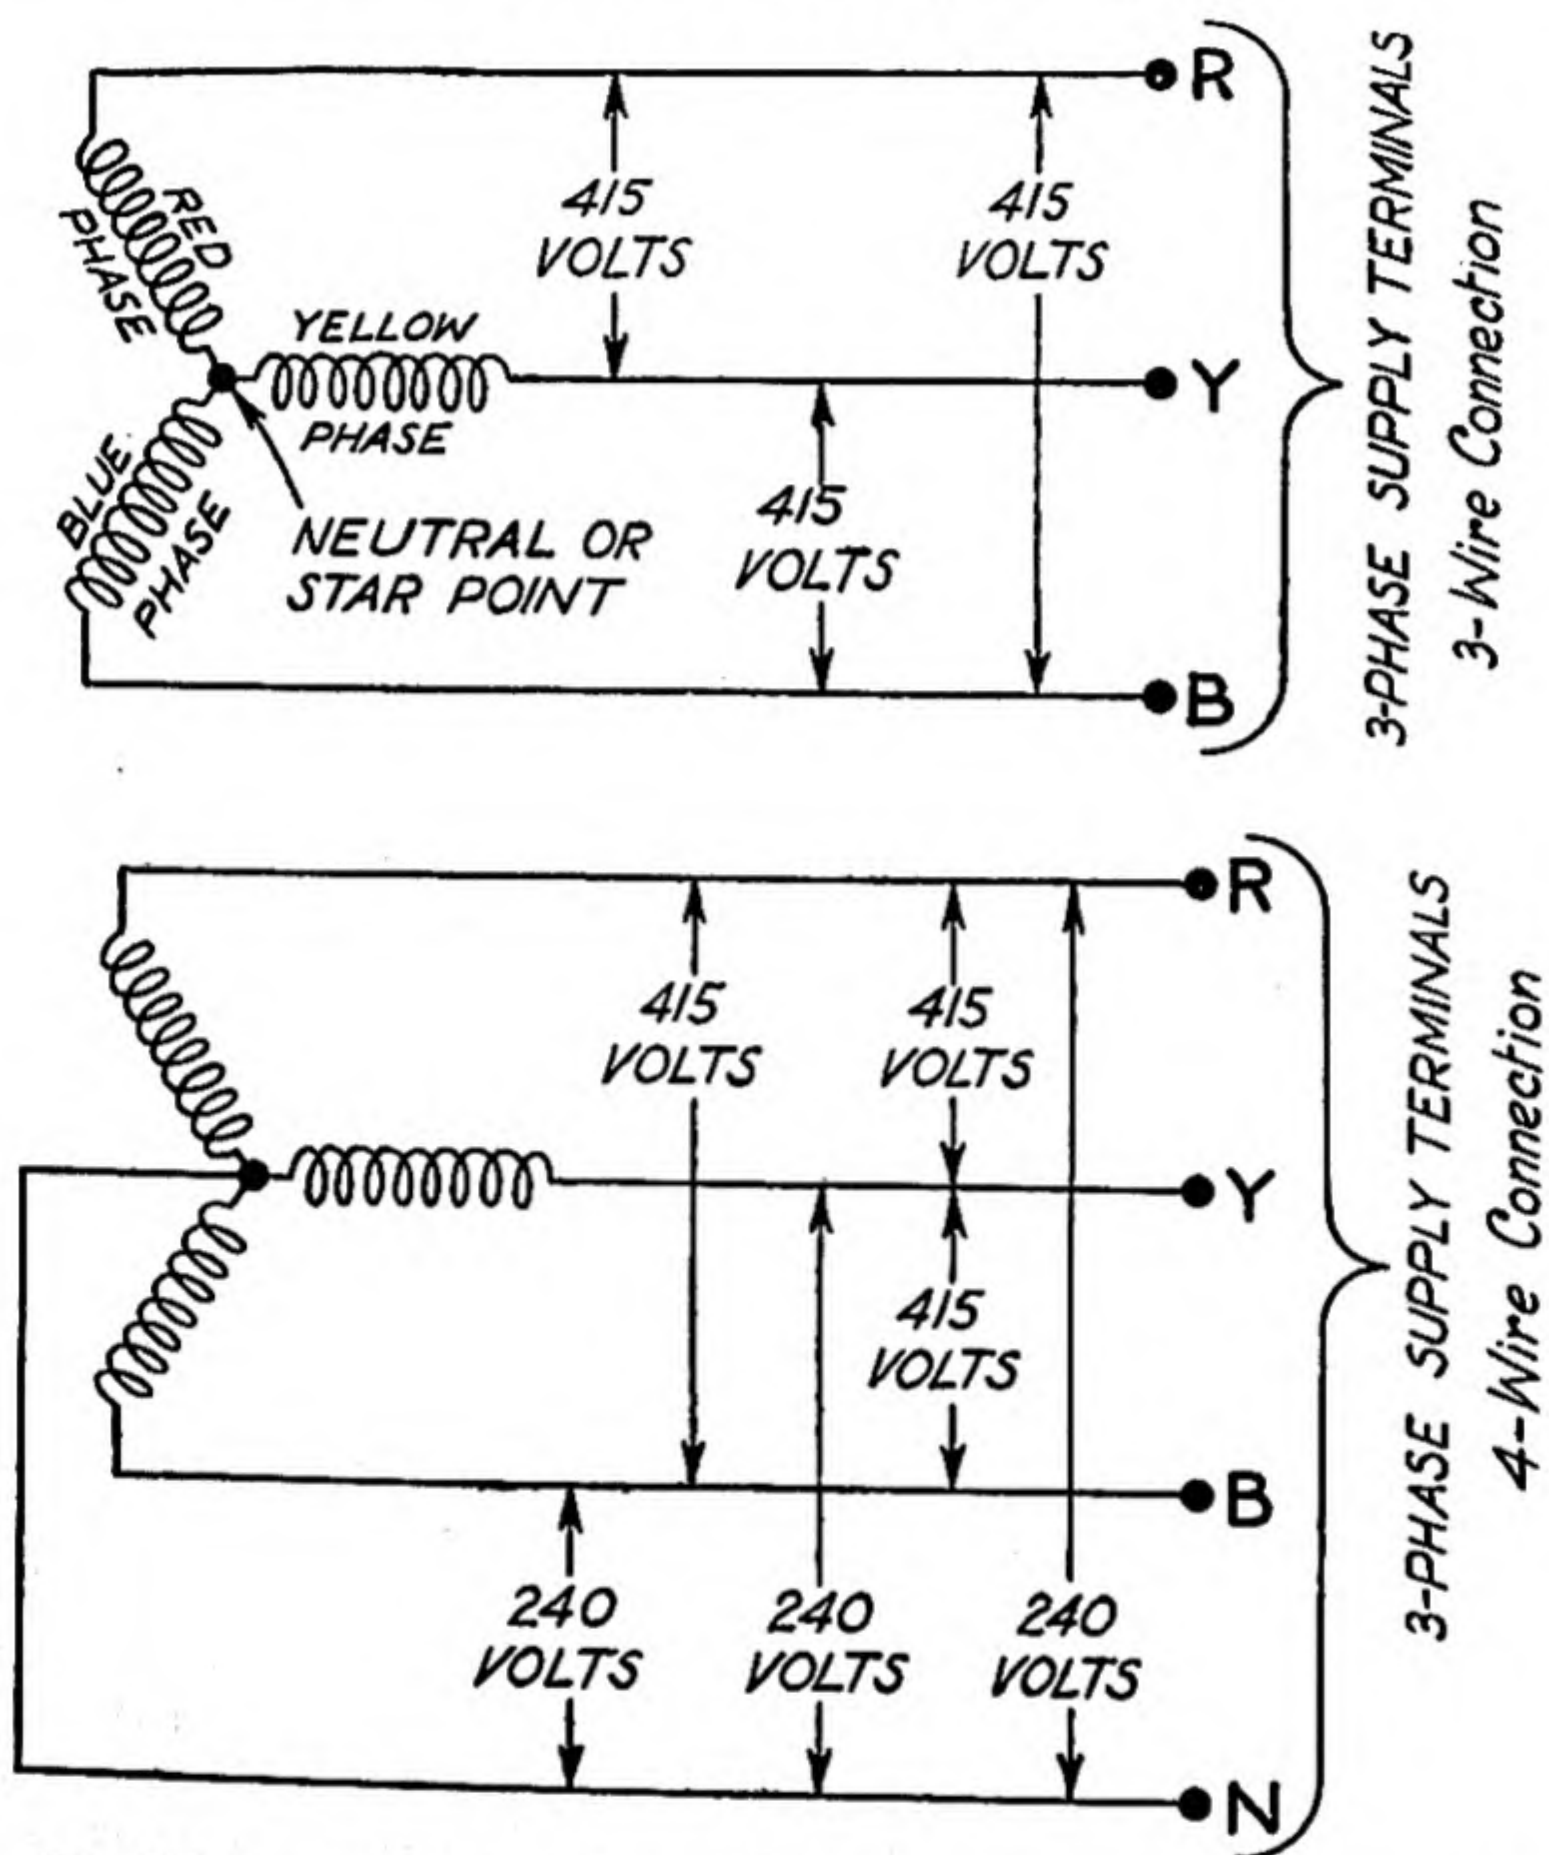 R
415
VOLTS
415
VOLTS
RED
PHASE
YELLOW
PHASE
Y
BLUE
PHASE
NEUTRAL OR
STAR POINT
415
VOLTS
B
3-PHASE SUPPLY TERMINALS
3-Wire Connection
R
415
VOLTS
415
VOLTS
Y
415
VOLTS
B
240
VOLTS
240
VOLTS
240
VOLTS
N
3-PHASE SUPPLY TERMINALS
4-Wire Connection